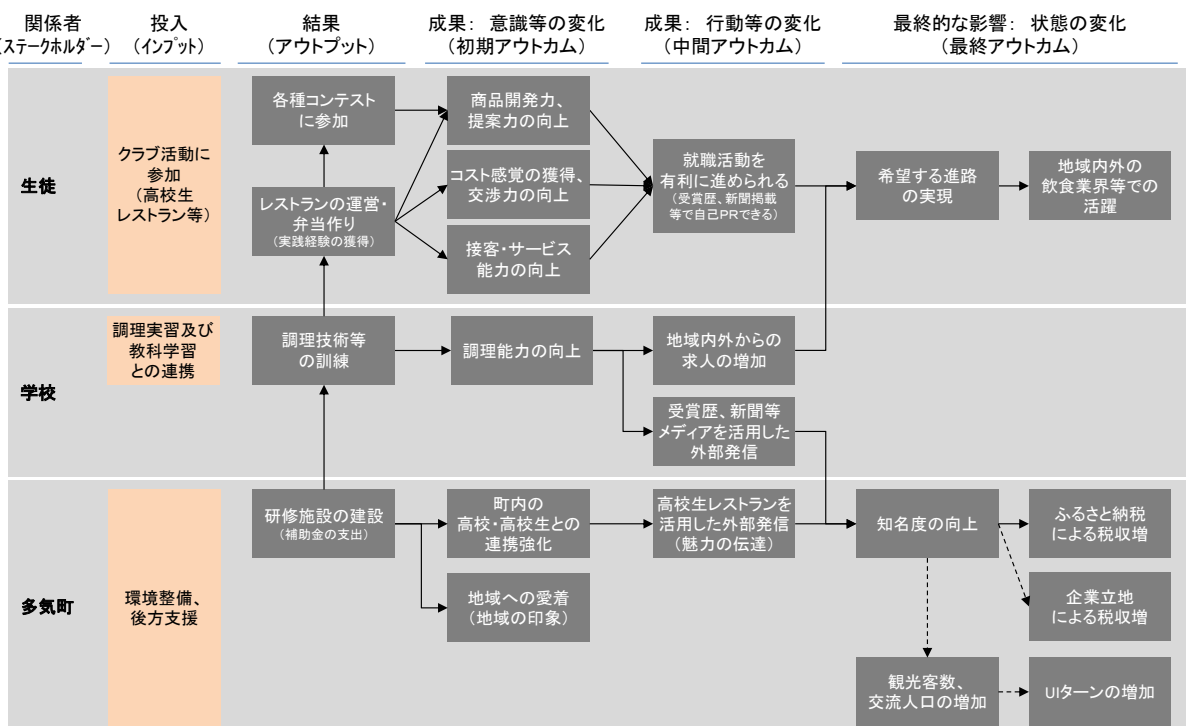 関係者
(ステークホルダー)
投入
(インプット)
結果
(アウトプット)
成果： 意識等の変化
(初期アウトカム)
成果： 行動等の変化
(中間アウトカム)
最終的な影響： 状態の変化
(最終アウトカム)
生徒
クラブ活動に
参加
(高校生
レストラン等)
各種コンテスト
に参加
レストランの運営・
弁当作り
(実践経験の獲得)
商品開発力、
提案力の向上
コスト感覚の獲得、
交渉力の向上
接客・サービス
能力の向上
就職活動を
有利に進められる
(受賞歴、新聞掲載
等で自己PRできる)
希望する進路
の実現
地域内外の
飲食業界等での
活躍
学校
調理実習及び
教科学習
との連携
調理技術等
の訓練
調理能力の向上
地域内外からの
求人の増加
受賞歴、新聞等
メディアを活用した
外部発信
多気町
環境整備、
後方支援
研修施設の建設
(補助金の支出)
町内の
高校・高校生との
連携強化
地域への愛着
(地域の印象)
高校生レストランを
活用した外部発信
(魅力の伝達)
知名度の向上
ふるさと納税
による税収増
企業立地
による税収増
観光客数、
交流人口の増加
UIターンの増加